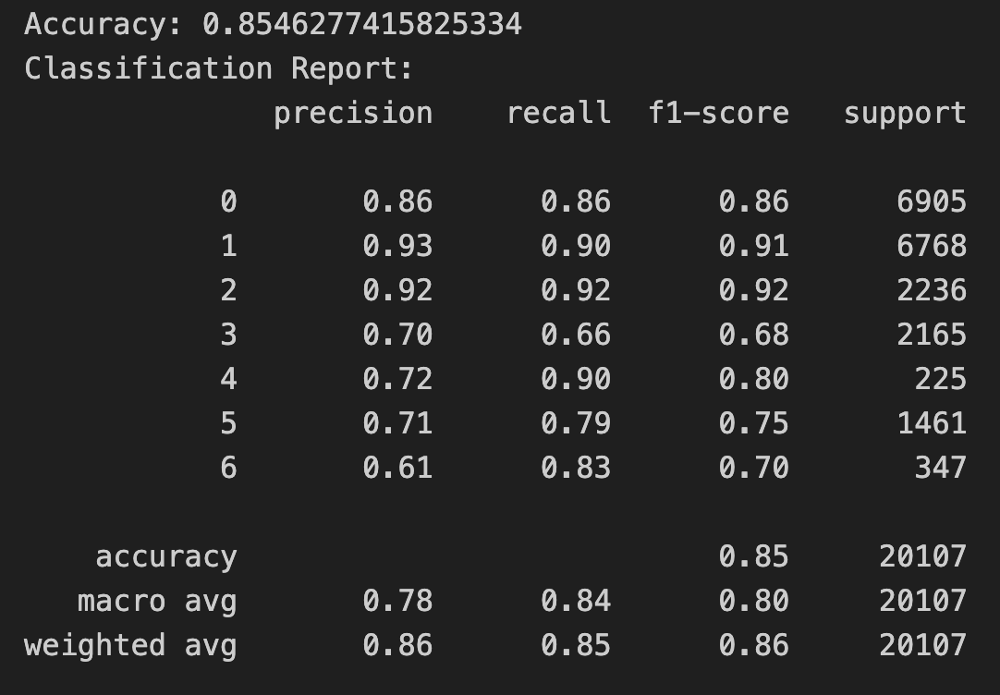 Accuracy: 0.8546277415825334
Classification Report:
              precision    recall  f1-score   support

           0       0.86      0.86      0.86      6905
           1       0.93      0.90      0.91      6768
           2       0.92      0.92      0.92      2236
           3       0.70      0.66      0.68      2165
           4       0.72      0.90      0.80       225
           5       0.71      0.79      0.75      1461
           6       0.61      0.83      0.70       347

    accuracy                           0.85     20107
   macro avg       0.78      0.84      0.80     20107
weighted avg       0.86      0.85      0.86     20107